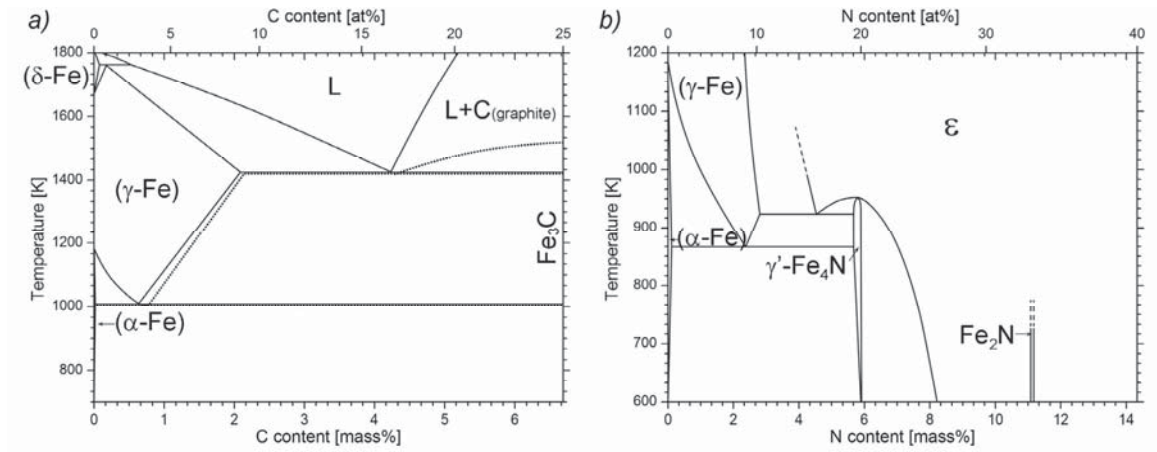 a)
C content [at%]
0 5 10 15 20 25
1800
1600
1400
1200
1000
800
Temperature [K]
(δ-Fe)
L
L+C(graphite)
(γ-Fe)
Fe₃C
(α-Fe)
0 1 2 3 4 5 6
C content [mass%]
b)
N content [at%]
0 10 20 30 40
1200
1100
1000
900
800
700
600
Temperature [K]
(γ-Fe)
ε
(α-Fe)
γ'-Fe₄N
Fe₂N
0 2 4 6 8 10 12 14
N content [mass%]